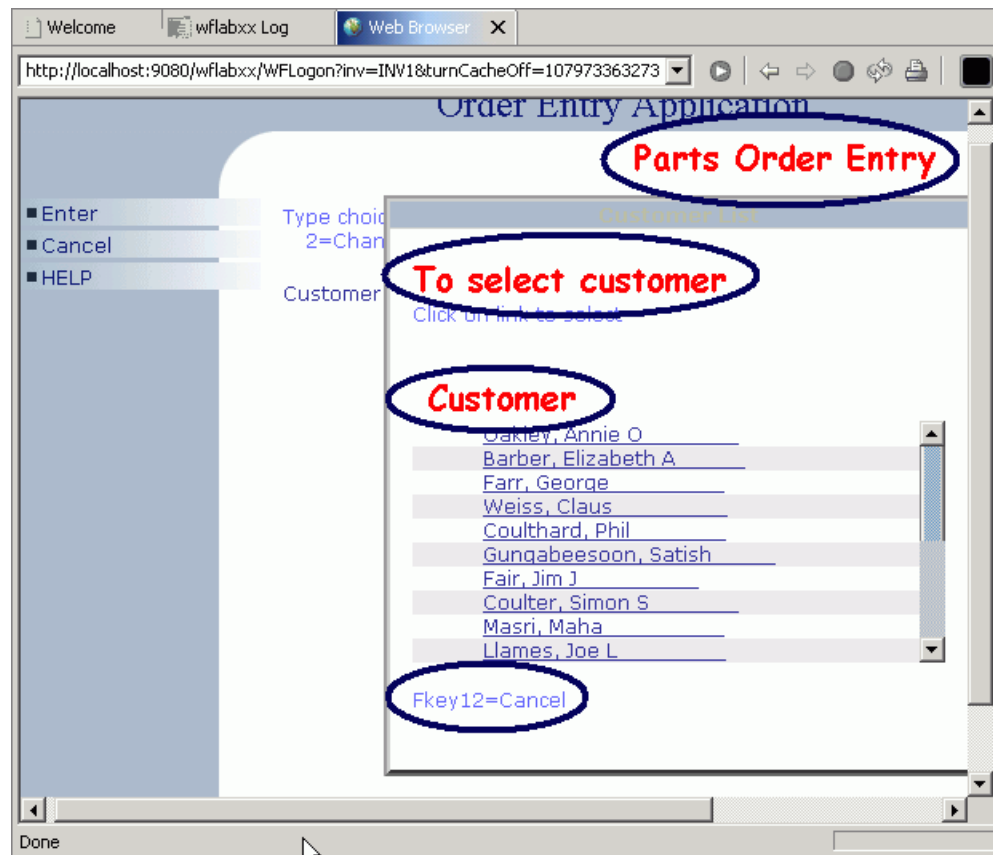 Welcome
wflabxx Log
Web Browser
http://localhost:9080/wflabxx/WFLogon?inv=INV1&turnCacheOff=107973363273
Order Entry Application
Parts Order Entry
Enter
Cancel
HELP
Type choic
2=Chan
Customer
Customer List
To select customer
Click on link to select
Customer
Oakley, Annie O
Barber, Elizabeth A
Farr, George
Weiss, Claus
Coulthard, Phil
Gungabeesoon, Satish
Fair, Jim J
Coulter, Simon S
Masri, Maha
Llames, Joe L
Fkey12=Cancel
Done